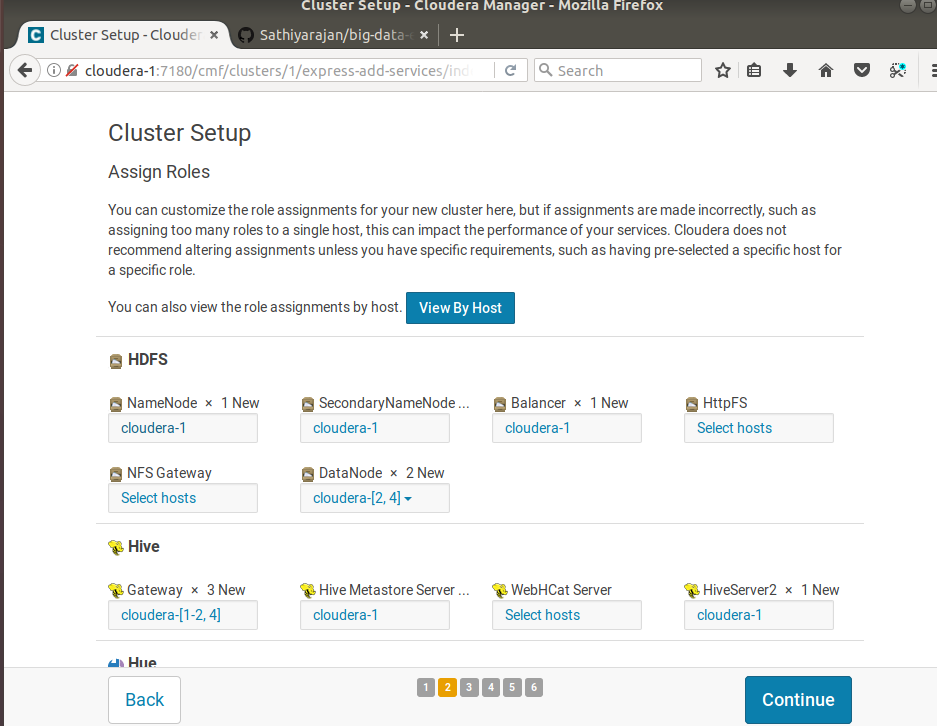 Cluster Setup - Cloudera Manager - Mozilla Firefox
Cluster Setup - Clouder × Sathiyarajan/big-data- ×
cloudera-1:7180/cmf/clusters/1/express-add-services/ind Search
Cluster Setup
Assign Roles
You can customize the role assignments for your new cluster here, but if assignments are made incorrectly, such as
assigning too many roles to a single host, this can impact the performance of your services. Cloudera does not
recommend altering assignments unless you have specific requirements, such as having pre-selected a specific host for
a specific role.
You can also view the role assignments by host. View By Host
HDFS
NameNode × 1 New SecondaryNameNode ... Balancer × 1 New HttpFS
cloudera-1 cloudera-1 cloudera-1 Select hosts
NFS Gateway DataNode × 2 New
Select hosts cloudera-[2, 4]
Hive
Gateway × 3 New Hive Metastore Server ... WebHCat Server HiveServer2 × 1 New
cloudera-[1-2, 4] cloudera-1 Select hosts cloudera-1
Hue
Back 1 2 3 4 5 6 Continue